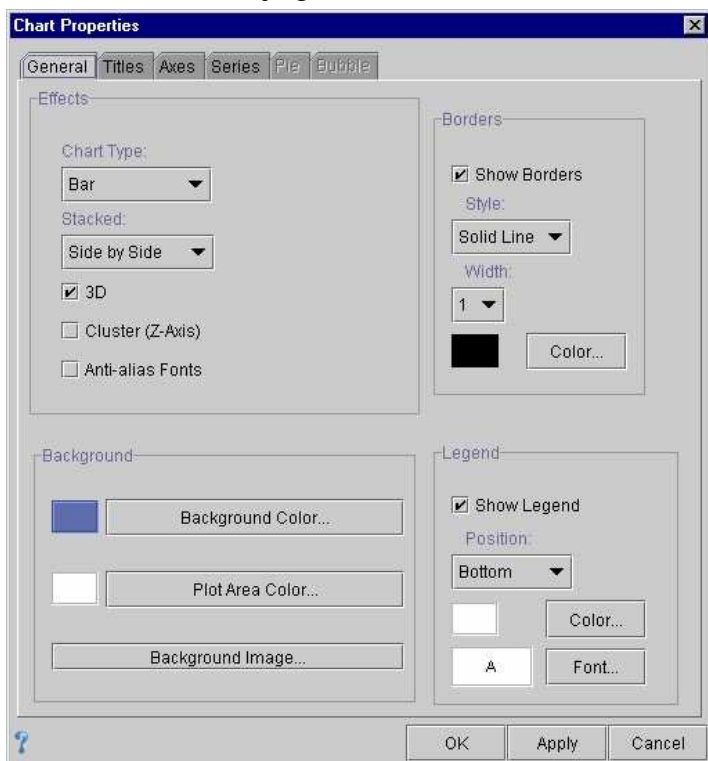 Chart Properties
General Titles Axes Series Pie Bubble
Effects
Chart Type:
Bar
Stacked:
Side by Side
3D
Cluster (Z-Axis)
Anti-alias Fonts
Borders
Show Borders
Style:
Solid Line
Width:
1
Color...
Background
Background Color...
Plot Area Color...
Background Image...
Legend
Show Legend
Position:
Bottom
Color...
A
Font...
?
OK Apply Cancel